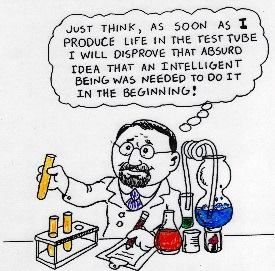 JUST THINK, AS SOON AS I
PRODUCE LIFE IN THE TEST TUBE
I WILL DISPROVE THAT ABSURD
IDEA THAT AN INTELLIGENT
BEING WAS NEEDED TO DO IT
IN THE BEGINNING!